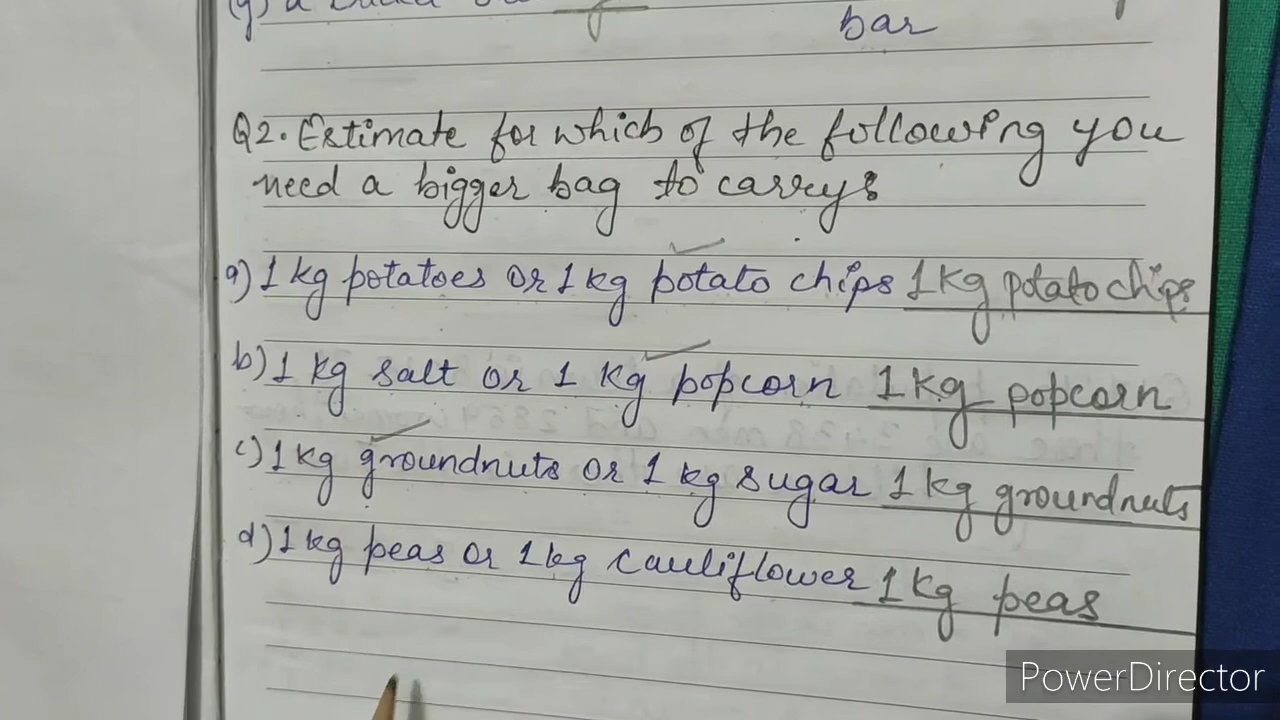 bar
Q2. Estimate for which of the following you
need a bigger bag to carry:
a) 1 kg potatoes or 1 kg potato chips 1 kg potato chips
b) 1 kg salt or 1 kg popcorn 1 kg popcorn
c) 1 kg groundnuts or 1 kg sugar 1 kg groundnuts
d) 1 kg peas or 1 kg cauliflower 1 kg peas
PowerDirector